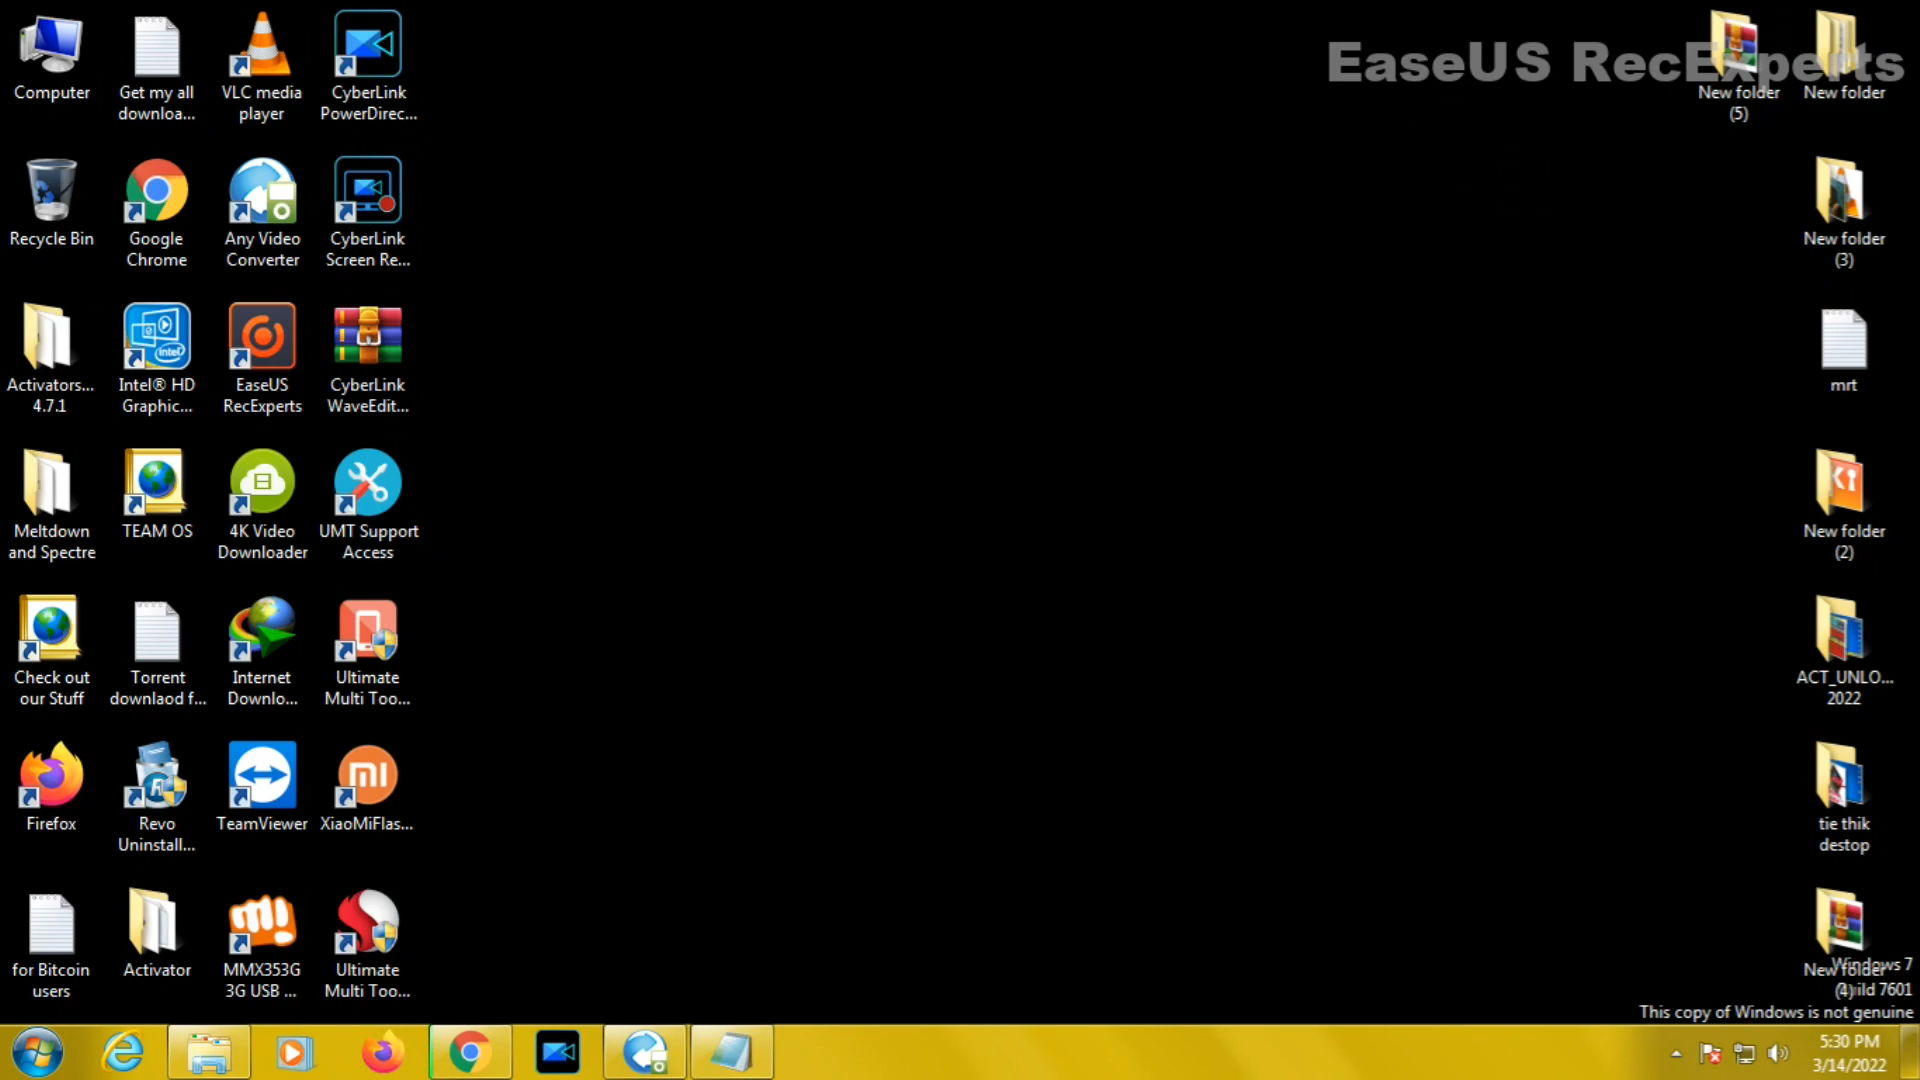 Computer
Get my all
downloa...
VLC media
player
CyberLink
PowerDirec...
EaseUS RecExperts
New folder
(5)
New folder
Recycle Bin
Google
Chrome
Any Video
Converter
CyberLink
Screen Re...
New folder
(3)
Activators...
4.7.1
intel
Intel® HD
Graphic...
EaseUS
RecExperts
CyberLink
WaveEdit...
mrt
Meltdown
and Spectre
TEAM OS
4K Video
Downloader
UMT Support
Access
New folder
(2)
Check out
our Stuff
Torrent
downlaod f...
Internet
Downlo...
Ultimate
Multi Too...
ACT_UNLO...
2022
Firefox
Revo
Uninstall...
TeamViewer
XiaoMiFlas...
tie thik
destop
for Bitcoin
users
Activator
MMX353G
3G USB ...
Ultimate
Multi Too...
New folder
(4)
Windows 7
Build 7601
This copy of Windows is not genuine
5:30 PM
3/14/2022